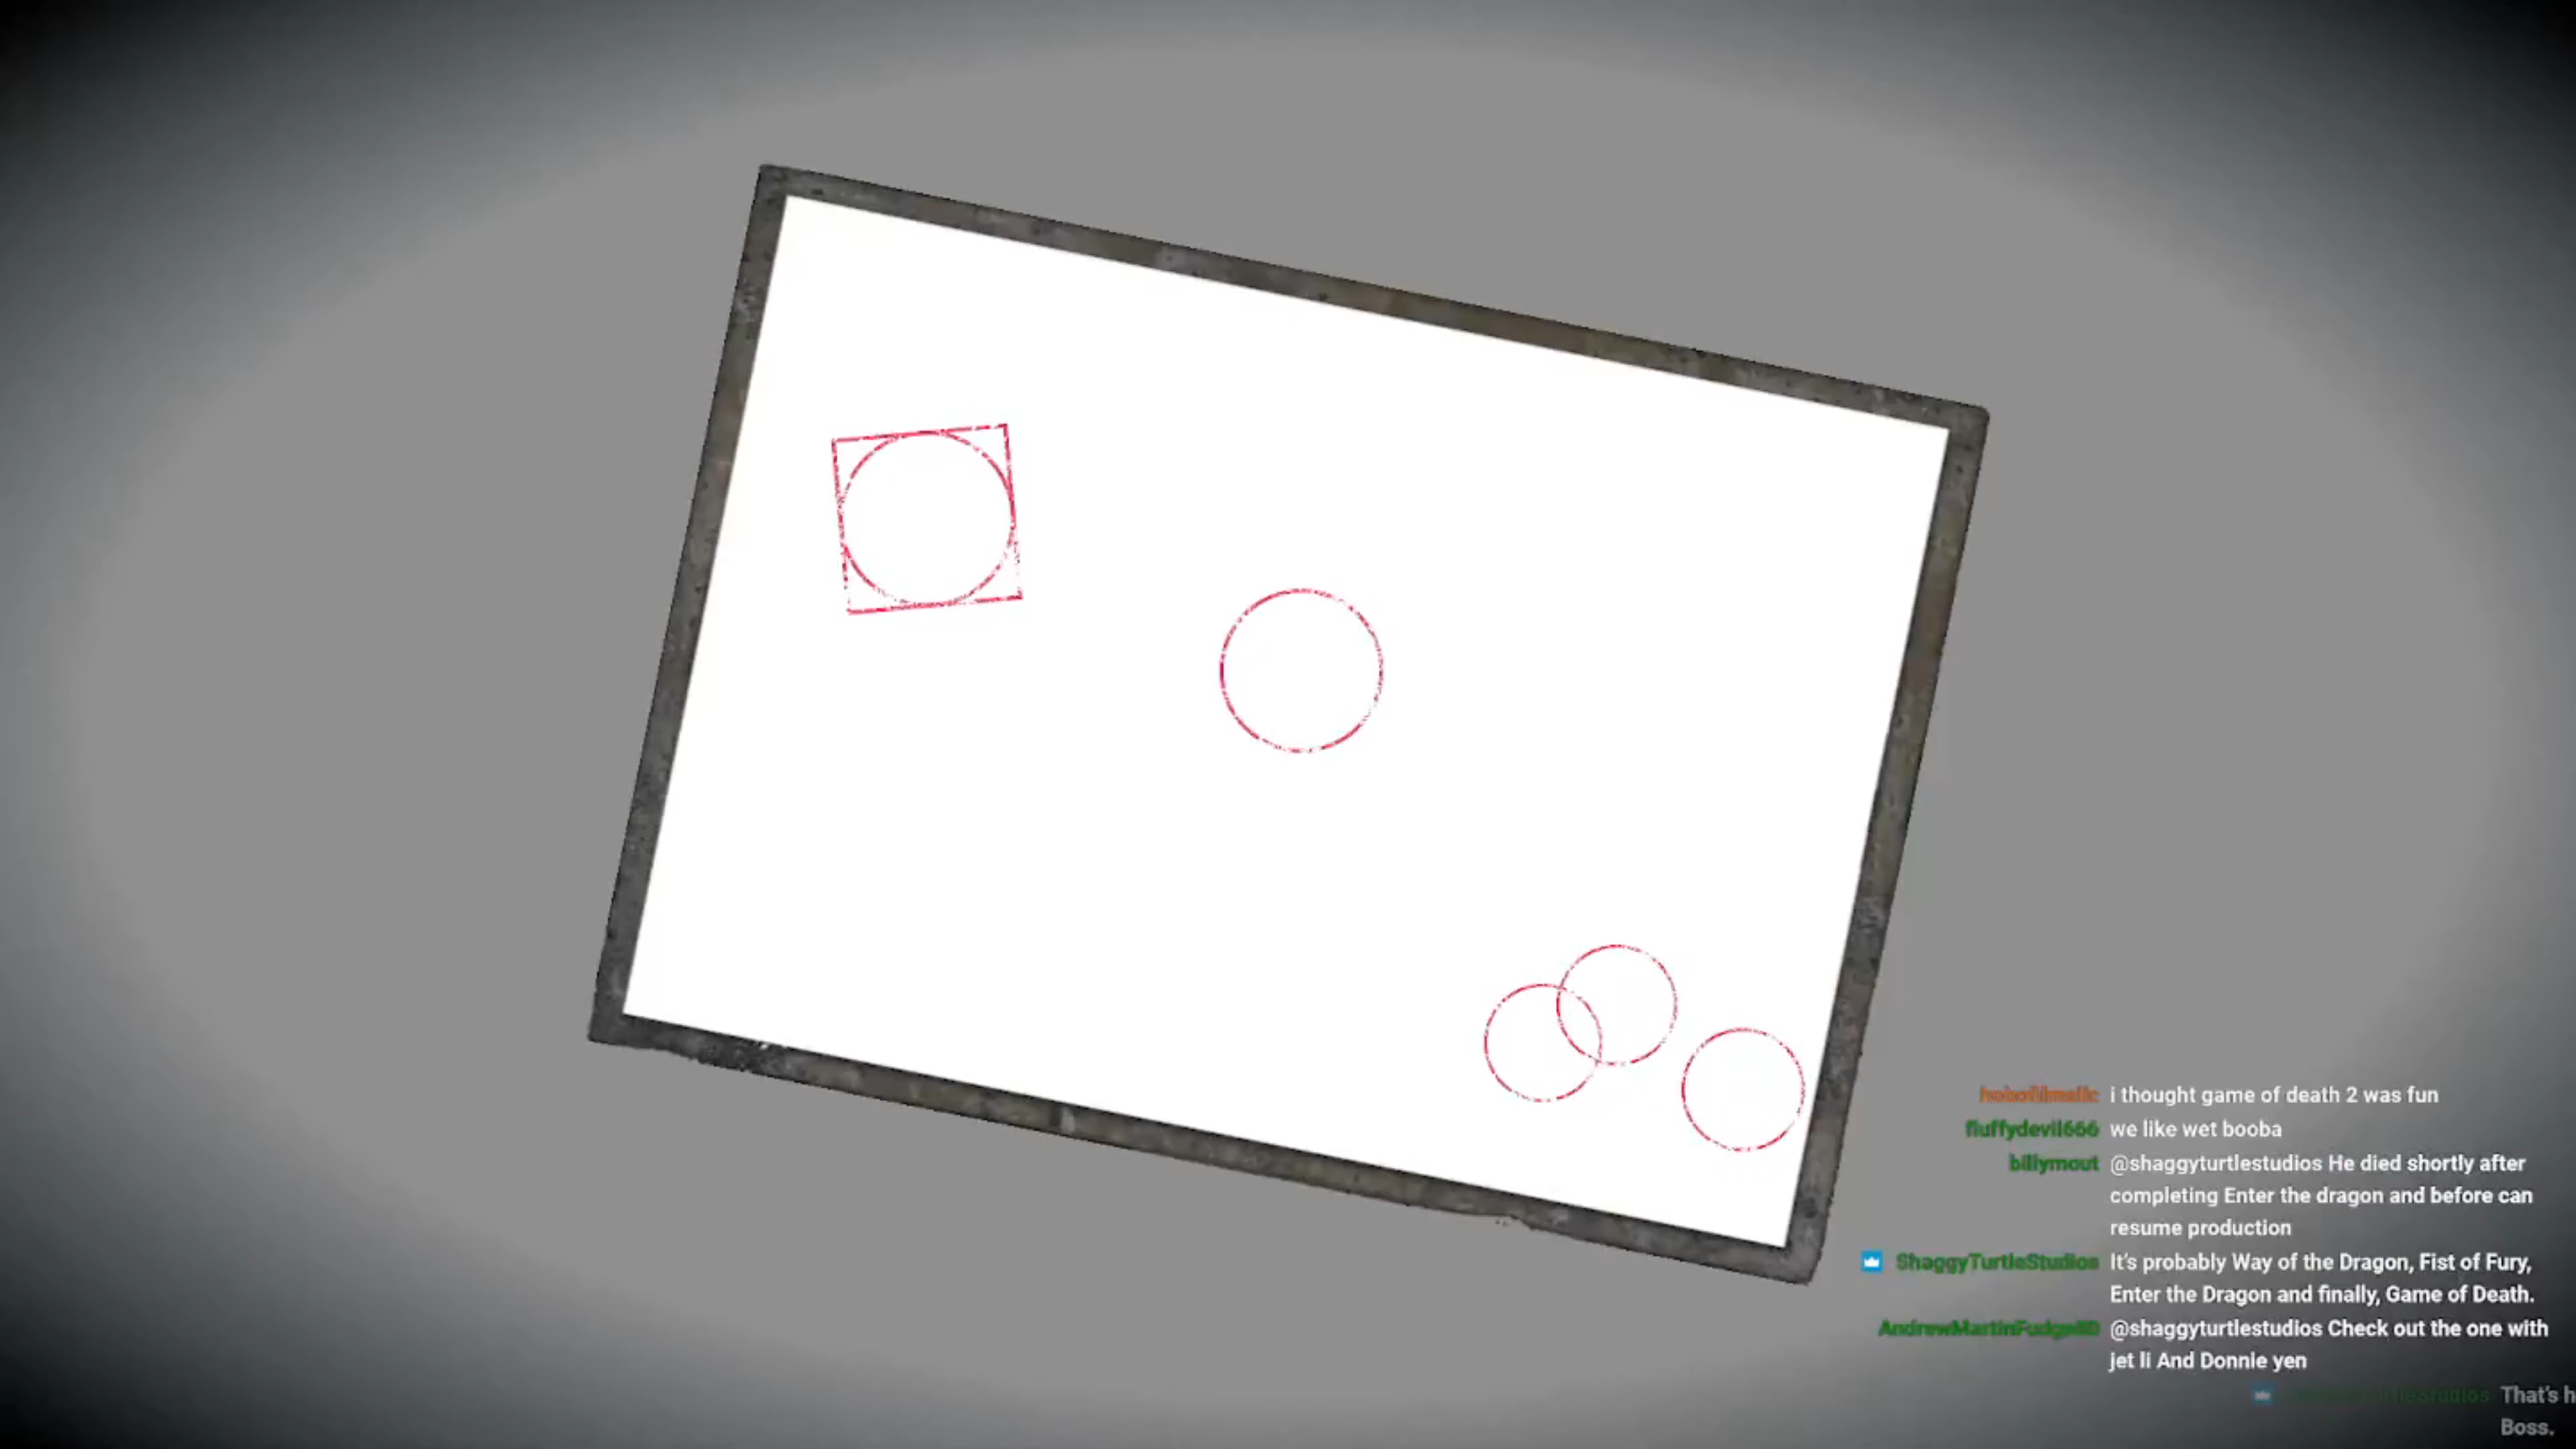 i thought game of death 2 was fun
fluffydevil666 we like wet booba
billymout @shaggyturtlestudios He died shortly after
completing Enter the dragon and before can
resume production
ShaggyTurtleStudios It's probably Way of the Dragon, Fist of Fury,
Enter the Dragon and finally, Game of Death.
@shaggyturtlestudios Check out the one with
jet li And Donnie yen
That's h
Boss.